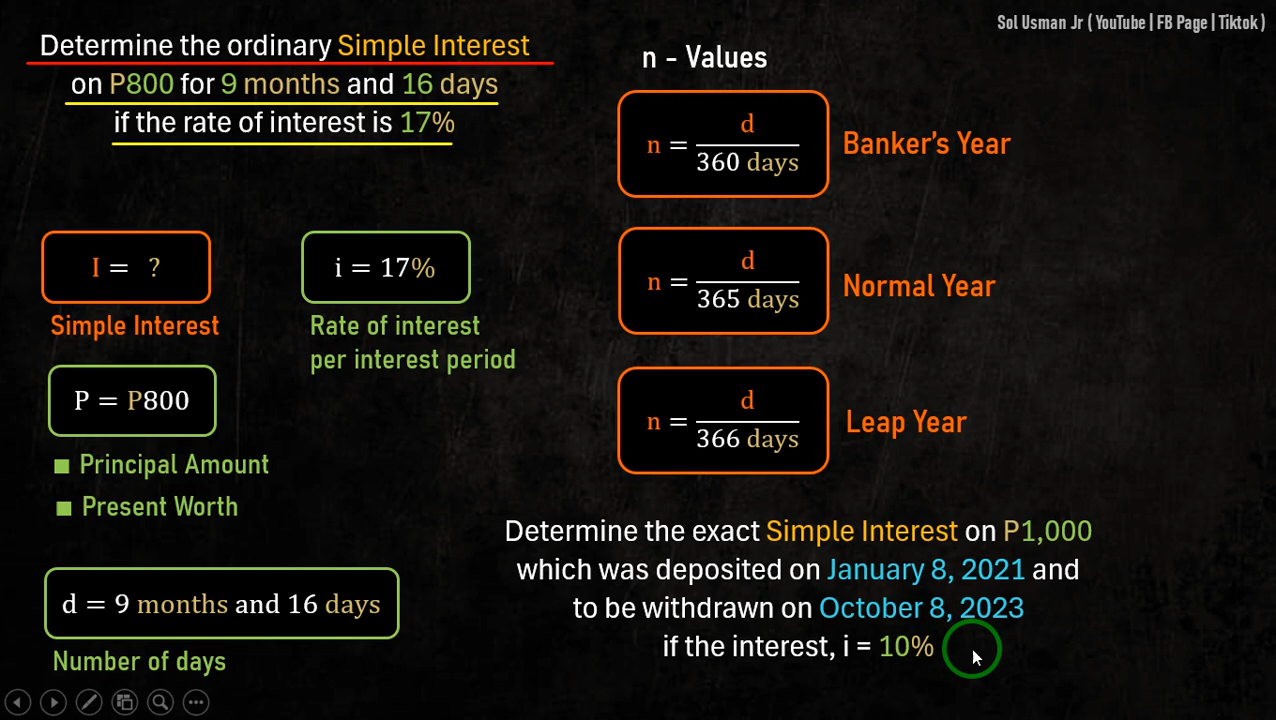 Sol Usman Jr ( YouTube | FB Page | Tiktok )
Determine the ordinary Simple Interest
on P800 for 9 months and 16 days
if the rate of interest is 17%
I = ?
Simple Interest
i = 17%
Rate of interest
per interest period
P = P800
■ Principal Amount
■ Present Worth
d = 9 months and 16 days
Number of days
n - Values
n = d / 360 days
Banker's Year
n = d / 365 days
Normal Year
n = d / 366 days
Leap Year
Determine the exact Simple Interest on P1,000
which was deposited on January 8, 2021 and
to be withdrawn on October 8, 2023
if the interest, i = 10%